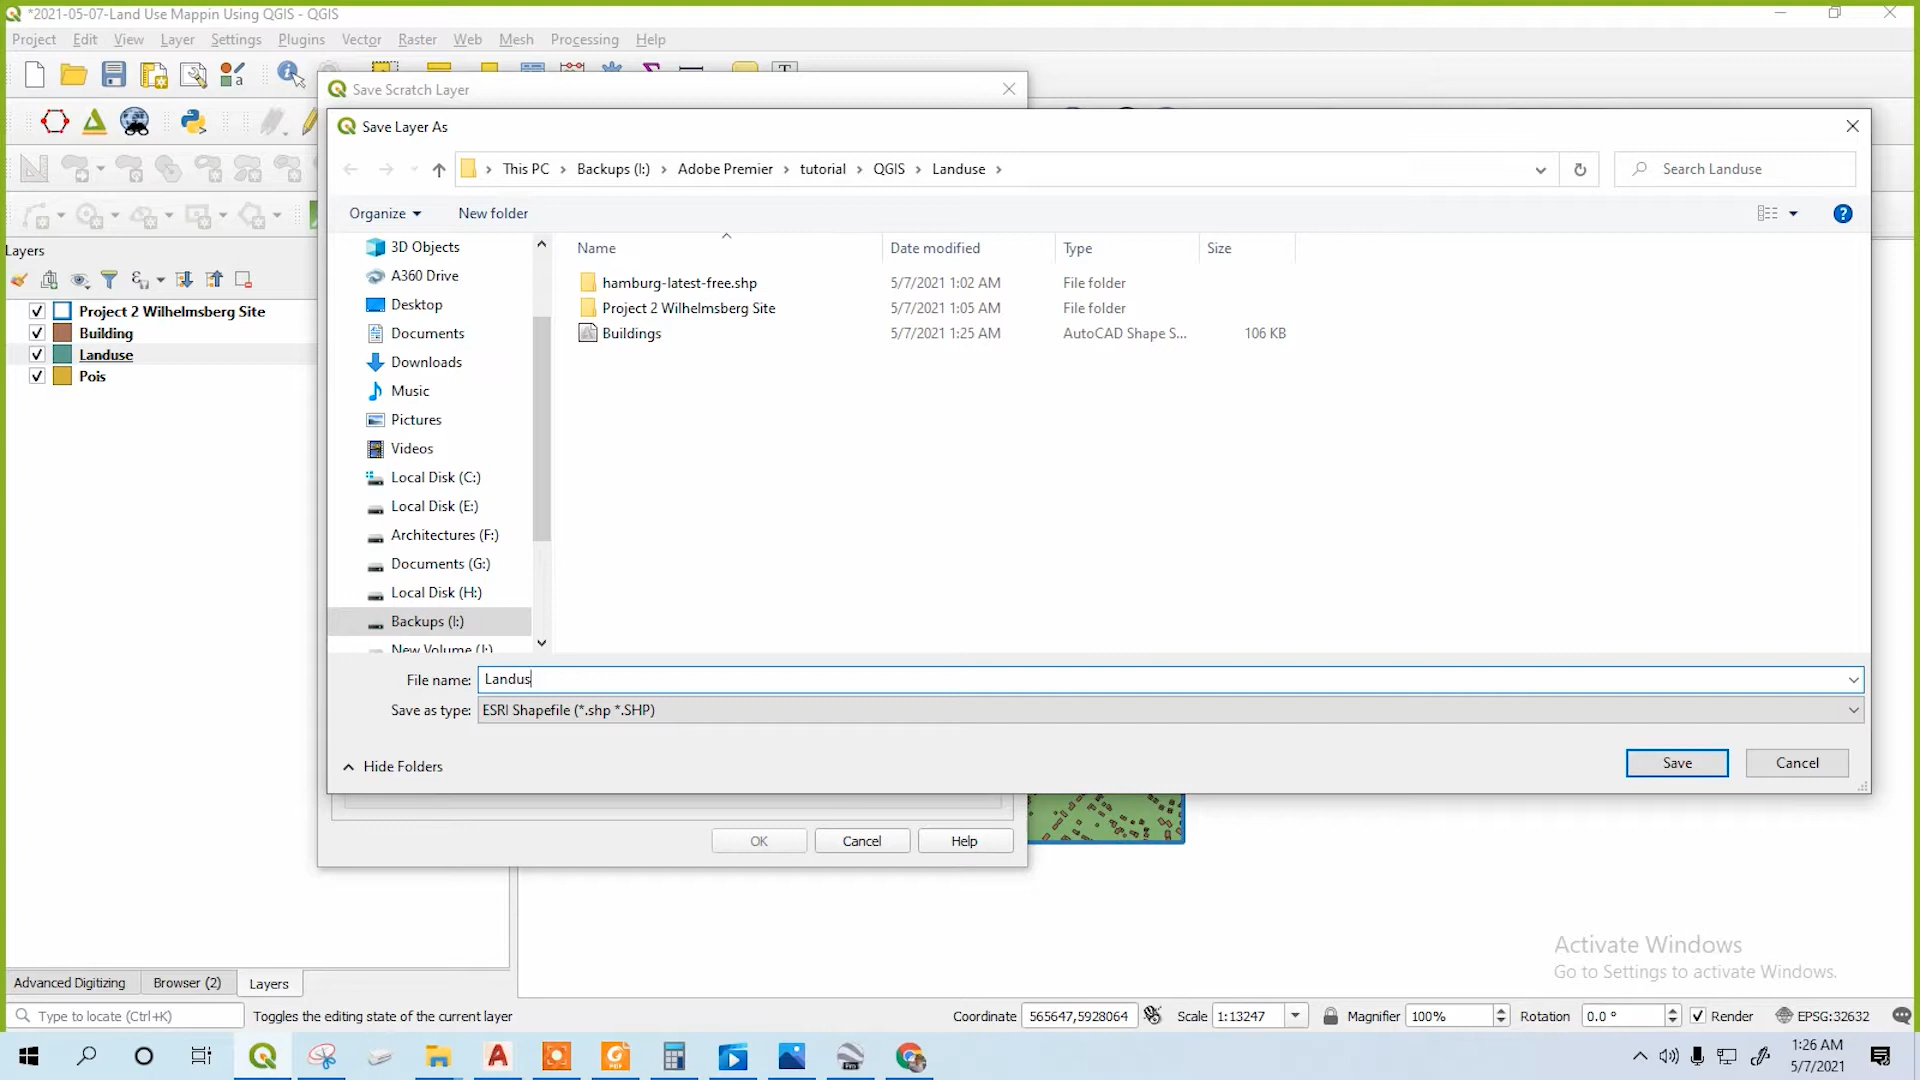 *2021-05-07-Land Use Mappin Using QGIS - QGIS
Project Edit View Layer Settings Plugins Vector Raster Web Mesh Processing Help
Save Scratch Layer
Save Layer As
This PC › Backups (I:) › Adobe Premier › tutorial › QGIS › Landuse ›
Search Landuse
Organize New folder
Layers
Project 2 Wilhelmsberg Site
Building
Landuse
Pois
3D Objects
A360 Drive
Desktop
Documents
Downloads
Music
Pictures
Videos
Local Disk (C:)
Local Disk (E:)
Architectures (F:)
Documents (G:)
Local Disk (H:)
Backups (I:)
New Volume (J:)
Name Date modified Type Size
hamburg-latest-free.shp 5/7/2021 1:02 AM File folder
Project 2 Wilhelmsberg Site 5/7/2021 1:05 AM File folder
Buildings 5/7/2021 1:25 AM AutoCAD Shape S... 106 KB
File name: Landus
Save as type: ESRI Shapefile (*.shp *.SHP)
Hide Folders Save Cancel
OK Cancel Help
Activate Windows
Go to Settings to activate Windows.
Advanced Digitizing Browser (2) Layers
Type to locate (Ctrl+K) Toggles the editing state of the current layer Coordinate 565647,5928064 Scale 1:13247 Magnifier 100% Rotation 0.0 ° Render EPSG:32632
1:26 AM
5/7/2021